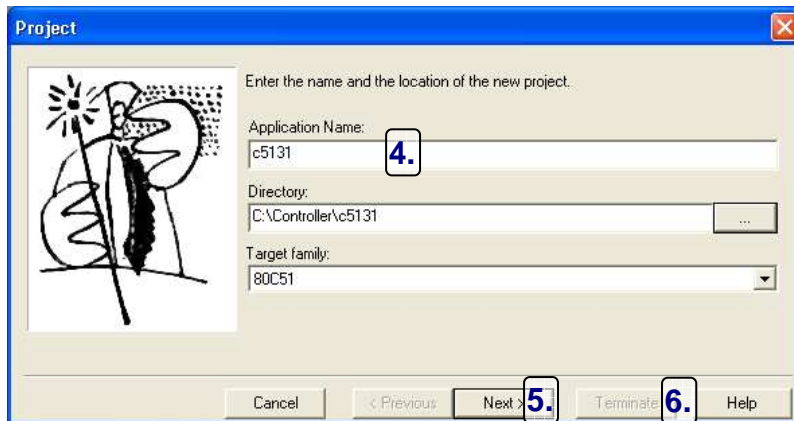 Project
Enter the name and the location of the new project.
Application Name:
c5131 4.
Directory:
C:\Controller\c5131 ...
Target family:
80C51
Cancel < Previous Next > 5. Terminate 6. Help